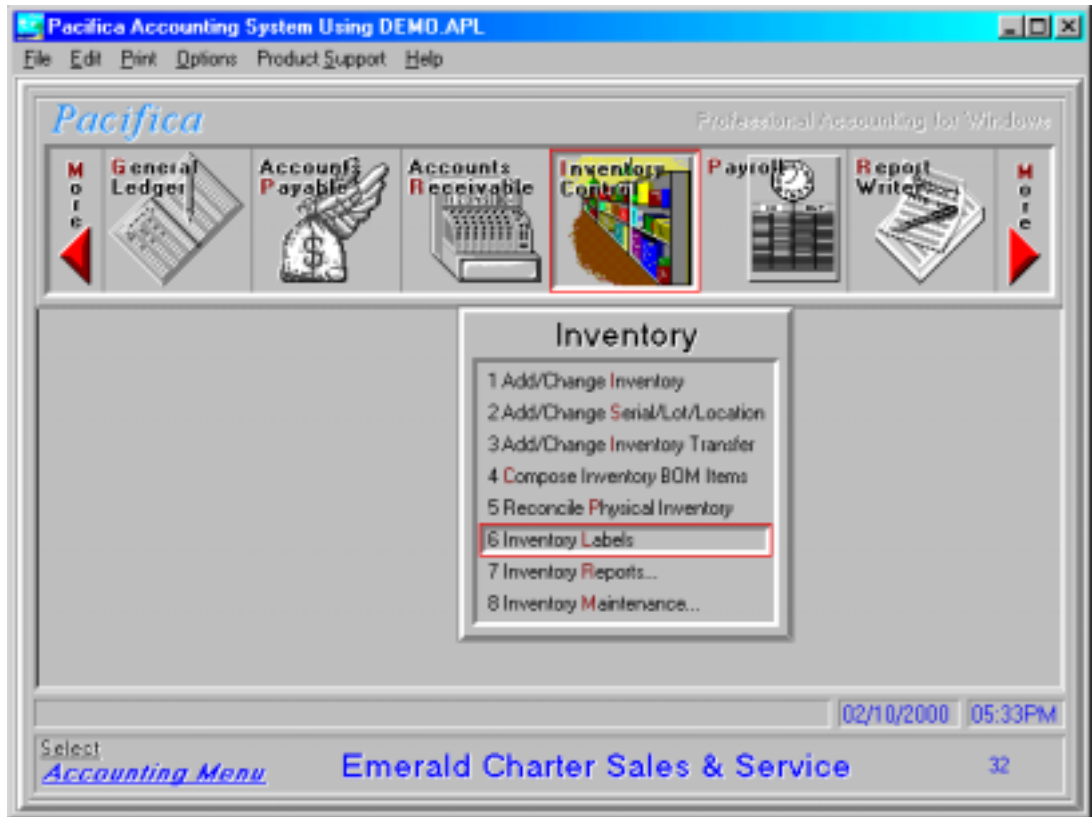 Pacifica Accounting System Using DEMO.APL
File Edit Print Options Product Support Help
Pacifica
Professional Accounting for Windows
More
General Ledger
Accounts Payable
Accounts Receivable
Inventory Control
Payroll
Report Writer
More
Inventory
1 Add/Change Inventory
2 Add/Change Serial/Lot/Location
3 Add/Change Inventory Transfer
4 Compose Inventory BOM Items
5 Reconcile Physical Inventory
6 Inventory Labels
7 Inventory Reports...
8 Inventory Maintenance...
02/10/2000 05:33PM
Select
Accounting Menu
Emerald Charter Sales & Service
32